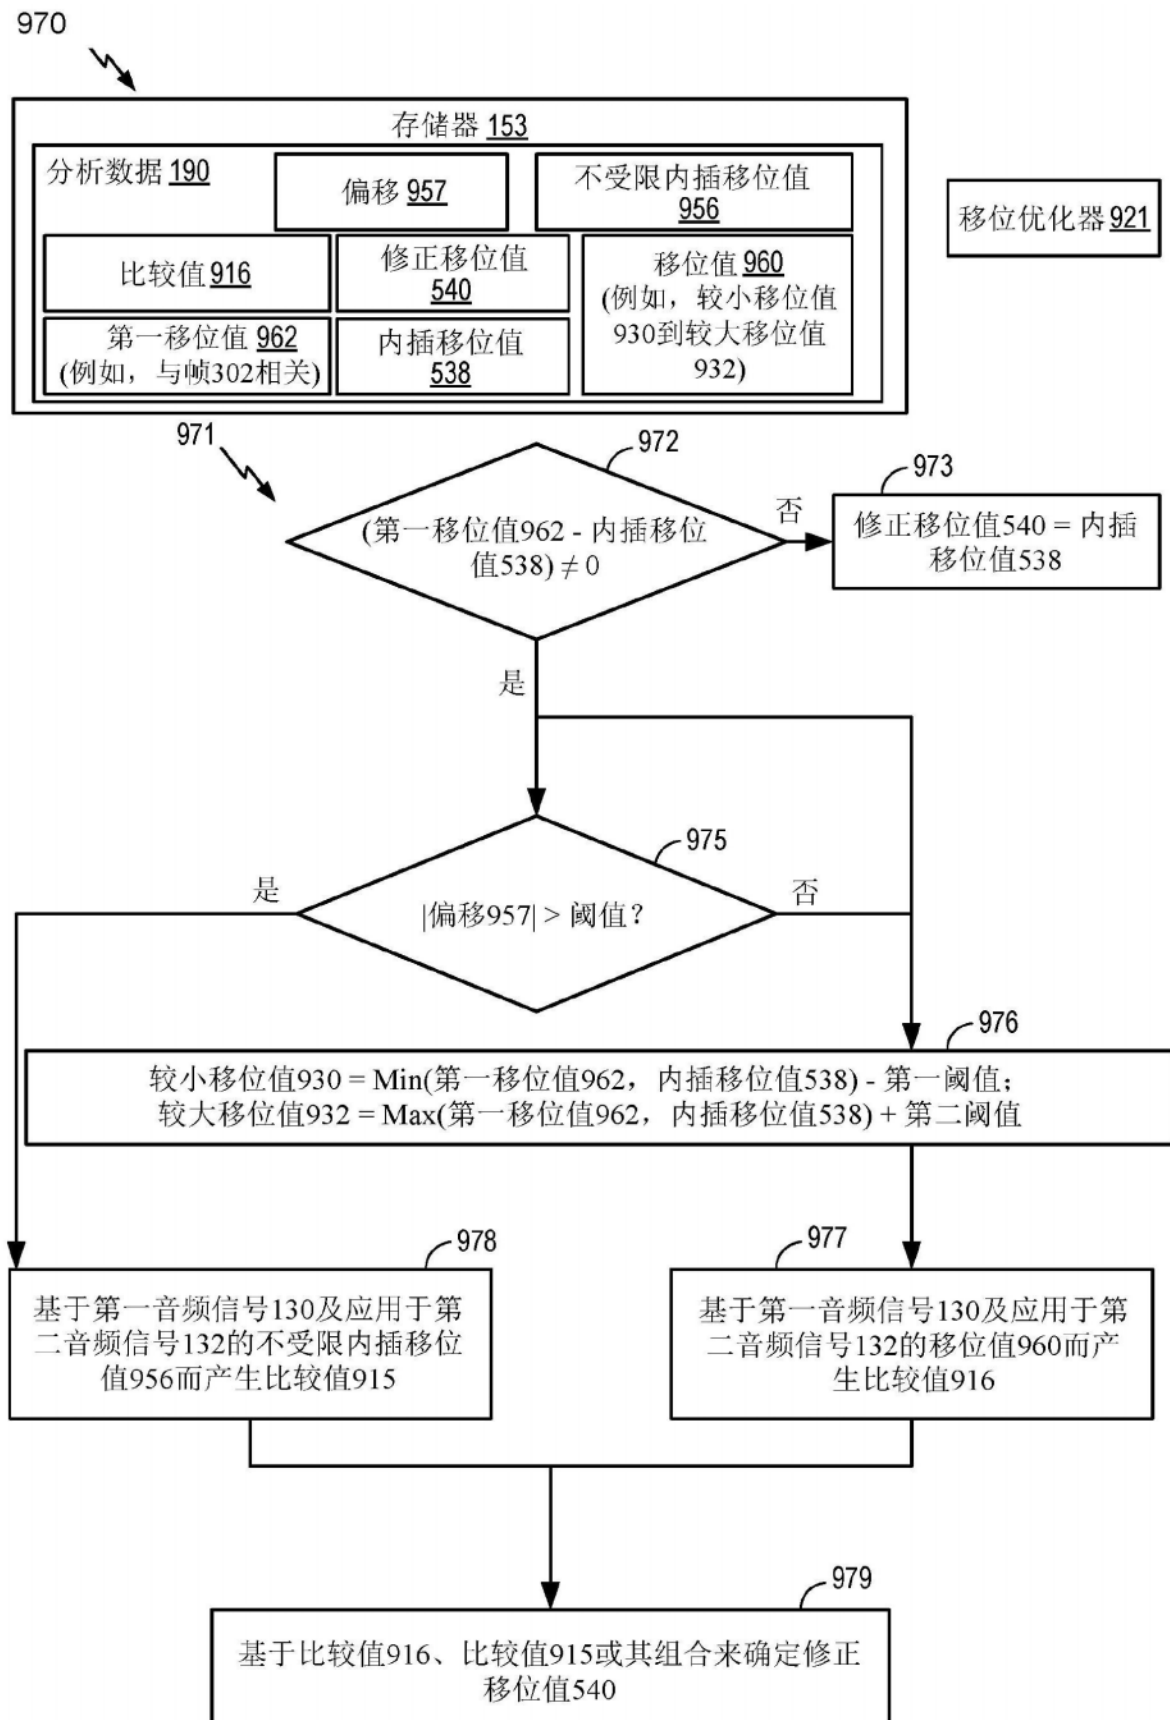 970
存储器 153
分析数据 190
偏移 957
不受限内插移位值
956
移位优化器 921
比较值 916
修正移位值
540
移位值 960
(例如，较小移位值
930到较大移位值
932)
第一移位值 962
(例如，与帧302相关)
内插移位值
538
971
972
(第一移位值962 - 内插移位
值538) ≠ 0
否
973
修正移位值540 = 内插
移位值538
是
975
是
|偏移957| > 阈值？
否
976
较小移位值930 = Min(第一移位值962，内插移位值538) - 第一阈值；
较大移位值932 = Max(第一移位值962，内插移位值538) + 第二阈值
978
基于第一音频信号130及应用于第
二音频信号132的不受限内插移位
值956而产生比较值915
977
基于第一音频信号130及应用于第
二音频信号132的移位值960而产
生比较值916
979
基于比较值916、比较值915或其组合来确定修正
移位值540